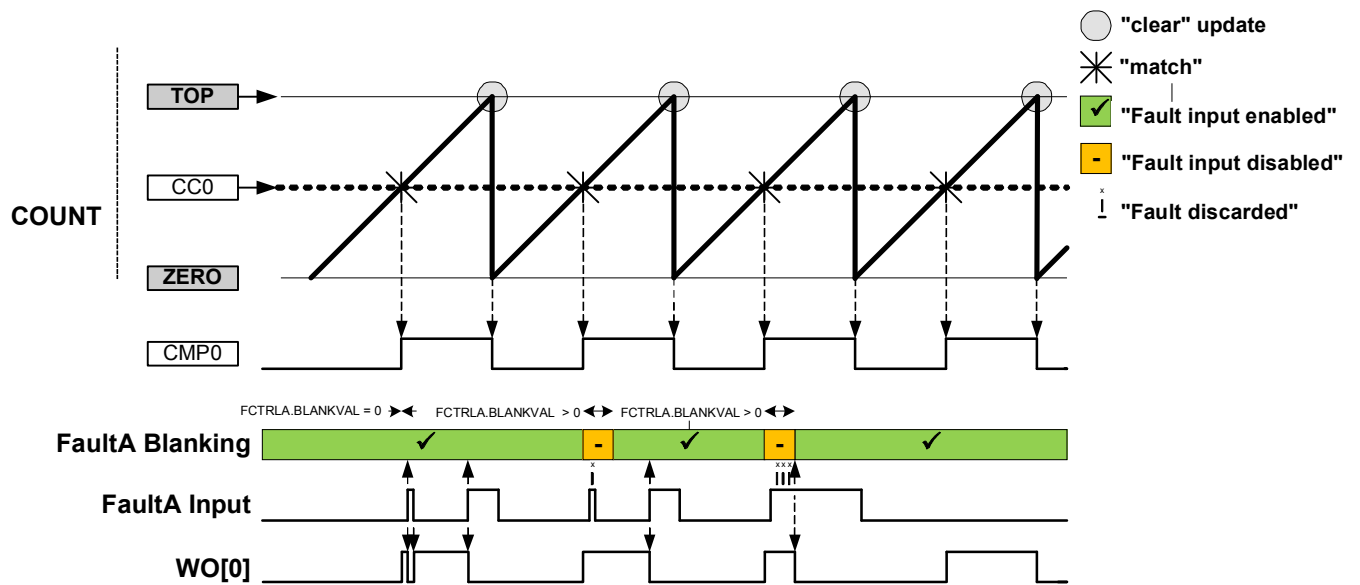 "clear" update
"match"
TOP
"Fault input enabled"
"Fault input disabled"
CC0
x
"Fault discarded"
COUNT
ZERO
CMP0
FCTRLA.BLANKVAL = 0
FCTRLA.BLANKVAL > 0
FCTRLA.BLANKVAL > 0
FaultA Blanking
✓ - ✓ - ✓
x
xxx
FaultA Input
WO[0]